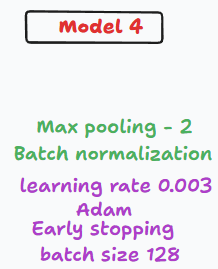 Model 4
Max pooling - 2
Batch normalization
learning rate 0.003
Adam
Early stopping
batch size 128